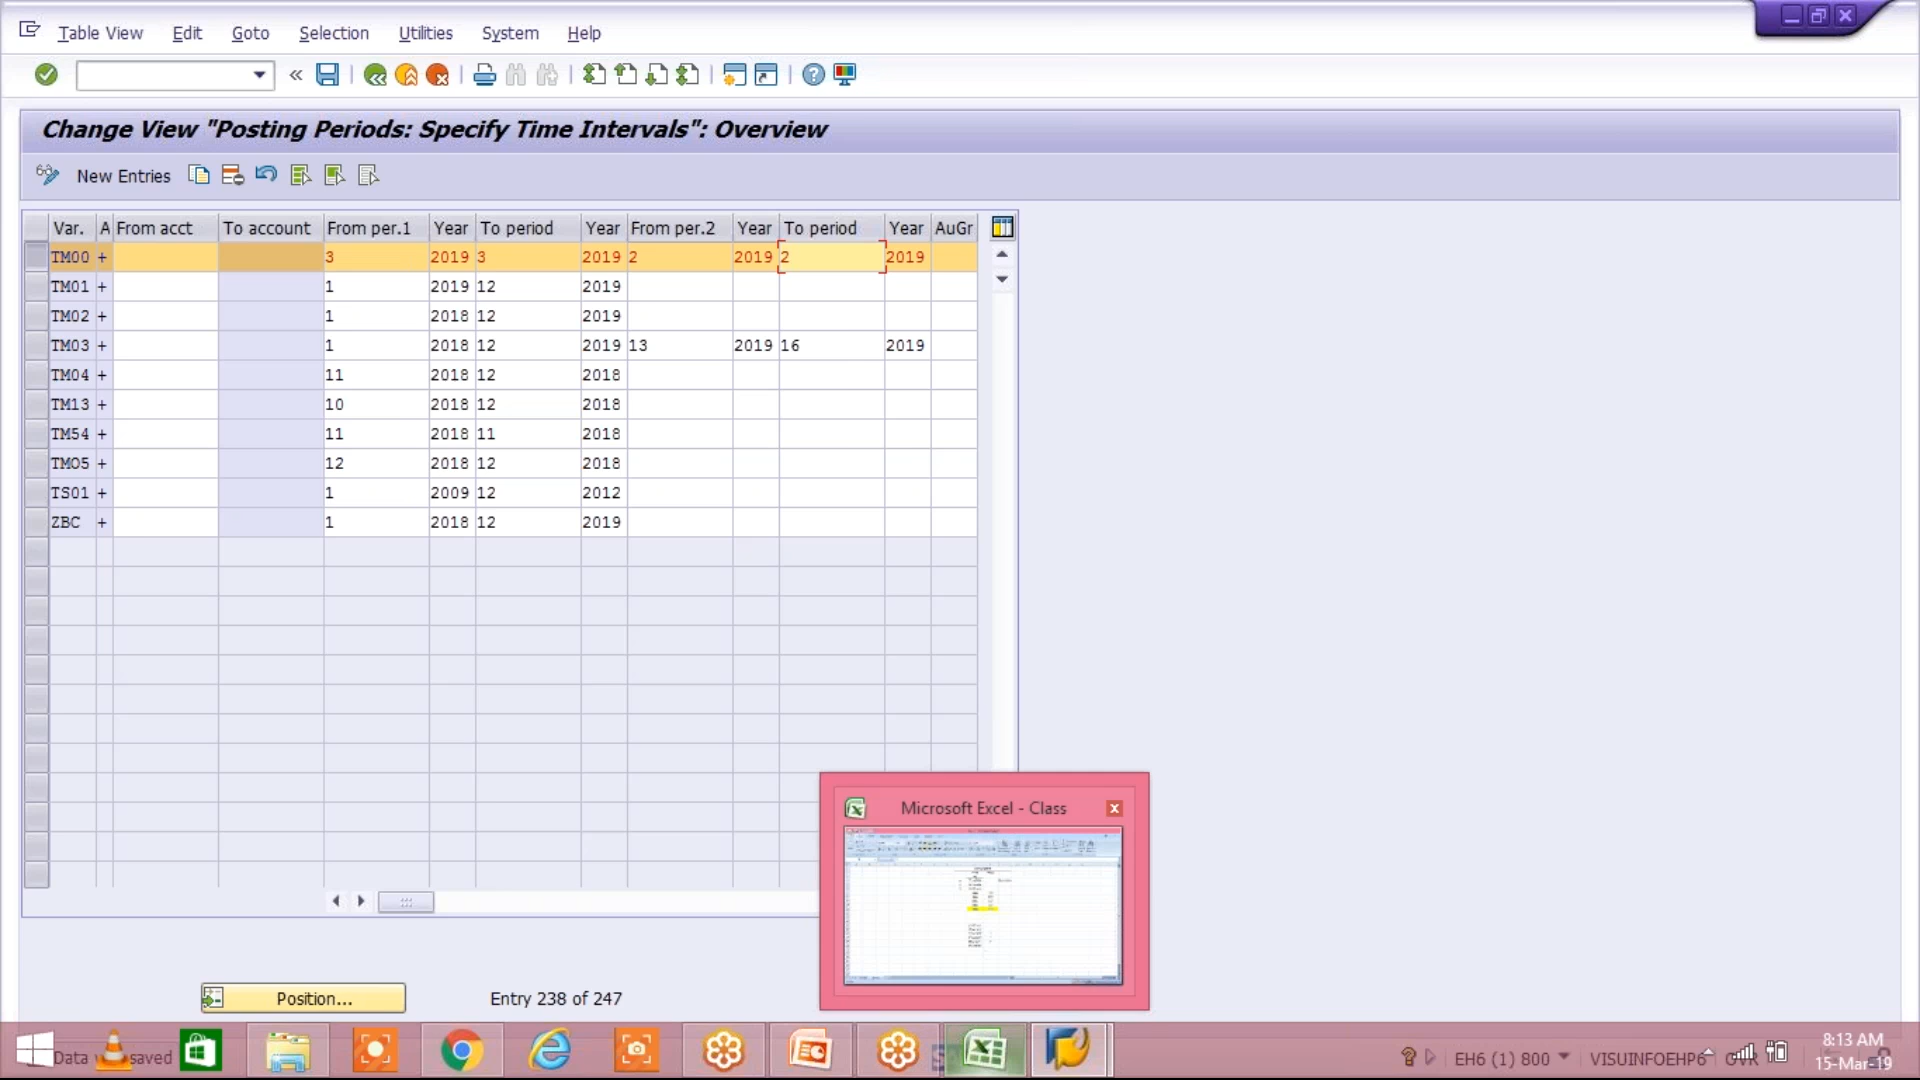 Table View Edit Goto Selection Utilities System Help
Change View "Posting Periods: Specify Time Intervals": Overview
New Entries
Var. A From acct To account From per.1 Year To period Year From per.2 Year To period Year AuGr
TM00 + 3 2019 3 2019 2 2019 2 2019
TM01 + 1 2019 12 2019
TM02 + 1 2018 12 2019
TM03 + 1 2018 12 2019 13 2019 16 2019
TM04 + 11 2018 12 2018
TM13 + 10 2018 12 2018
TM54 + 11 2018 11 2018
TMO5 + 12 2018 12 2018
TS01 + 1 2009 12 2012
ZBC + 1 2018 12 2019
Microsoft Excel - Class
Position... Entry 238 of 247
Data saved
EH6 (1) 800 VISUINFOEHP6 OVR
8:13 AM
15-Mar-19